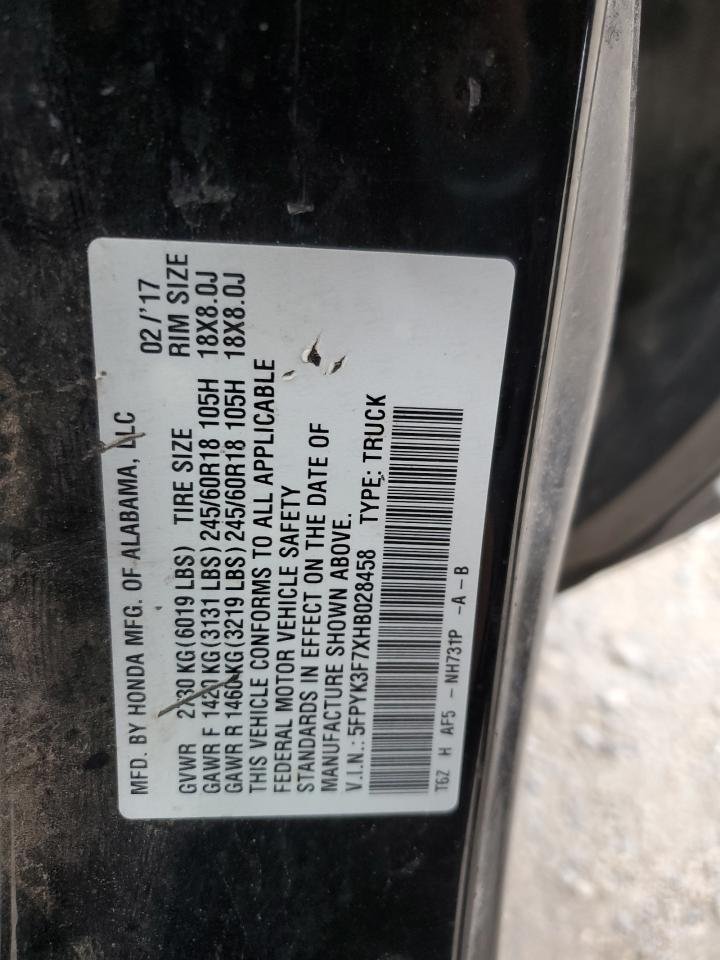 MFD. BY HONDA MFG. OF ALABAMA, LLC 02/'17
GVWR 2730 KG (6019 LBS) TIRE SIZE RIM SIZE
GAWR F 1420 KG (3131 LBS) 245/60R18 105H 18X8.0J
GAWR R 1460 KG (3219 LBS) 245/60R18 105H 18X8.0J
THIS VEHICLE CONFORMS TO ALL APPLICABLE
FEDERAL MOTOR VEHICLE SAFETY
STANDARDS IN EFFECT ON THE DATE OF
MANUFACTURE SHOWN ABOVE.
V.I.N.: 5FPYK3F7XHB028458 TYPE: TRUCK
T6Z H AF5 - NH731P -A-B